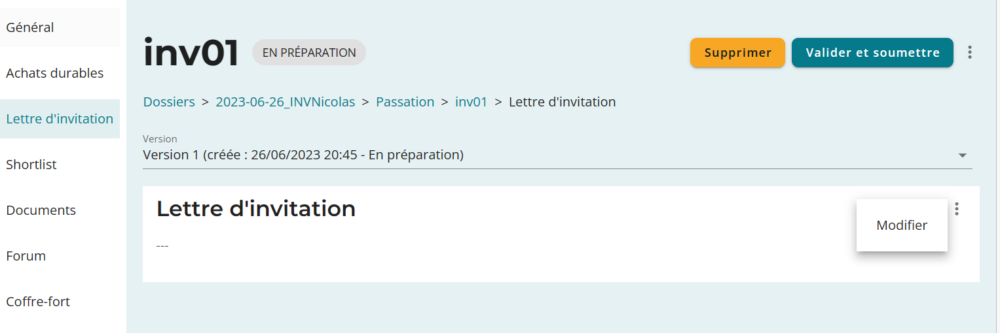 Général
Achats durables
Lettre d'invitation
Shortlist
Documents
Forum
Coffre-fort
inv01 EN PRÉPARATION Supprimer Valider et soumettre
Dossiers > 2023-06-26_INVNicolas > Passation > inv01 > Lettre d'invitation
Version
Version 1 (créée : 26/06/2023 20:45 - En préparation)
Lettre d'invitation
Modifier
---